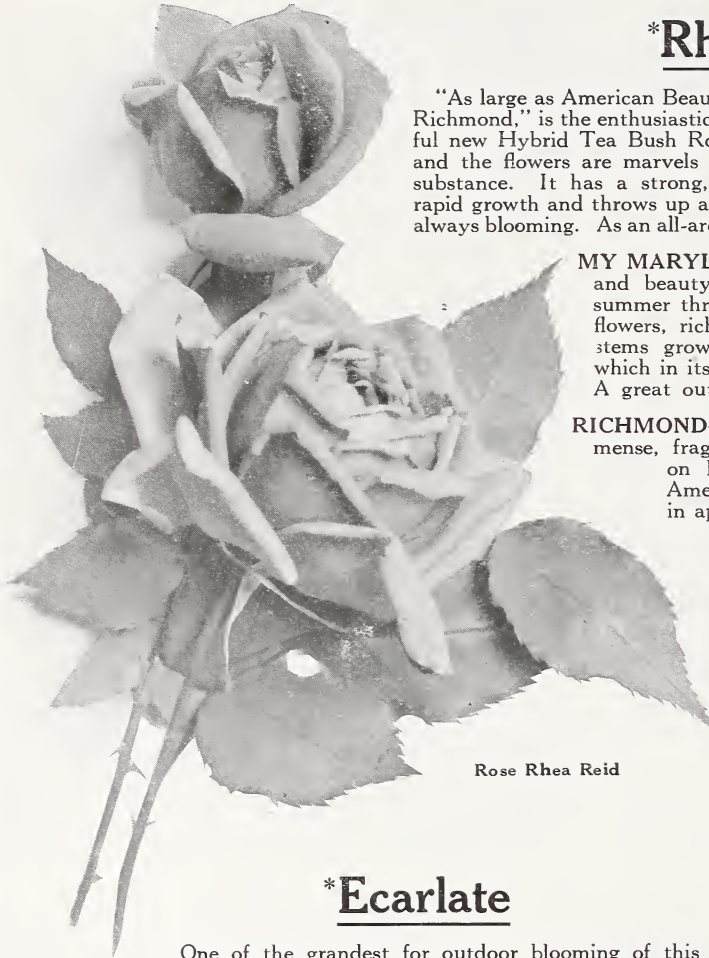 *Rh
“As large as American Beau
Richmond,” is the enthusiastic
ful new Hybrid Tea Bush Ro
and the flowers are marvels
substance. It has a strong,
rapid growth and throws up a
always blooming. As an all-aro
MY MARYL
and beauty
summer thr
flowers, rich
stems grow
which in its
A great out
RICHMOND-
mense, frag
on l
Ame
in ap
Rose Rhea Reid
*Ecarlate
One of the grandest for outdoor blooming of this